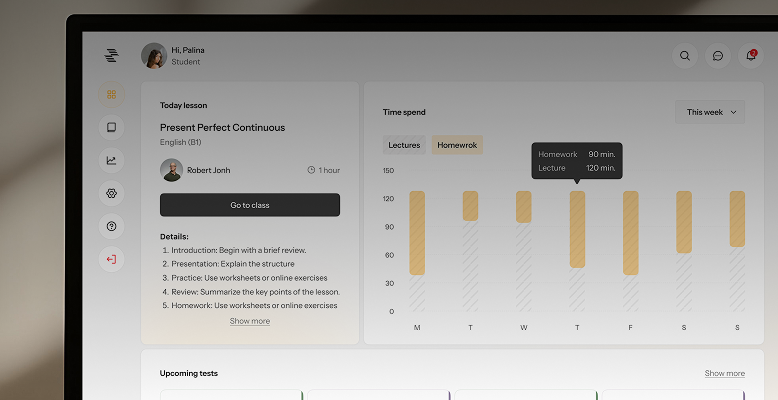 Hi, Palina
Student
2
Today lesson
Present Perfect Continuous
English (B1)
Robert Jonh
1 hour
Go to class
Details:
1. Introduction: Begin with a brief review.
2. Presentation: Explain the structure
3. Practice: Use worksheets or online exercises
4. Review: Summarize the key points of the lesson.
5. Homework: Use worksheets or online exercises
Show more
Time spend
This week
Lectures
Homewrok
Homework 90 min.
Lecture 120 min.
150
120
90
60
30
0
M T W T F S S
Upcoming tests
Show more